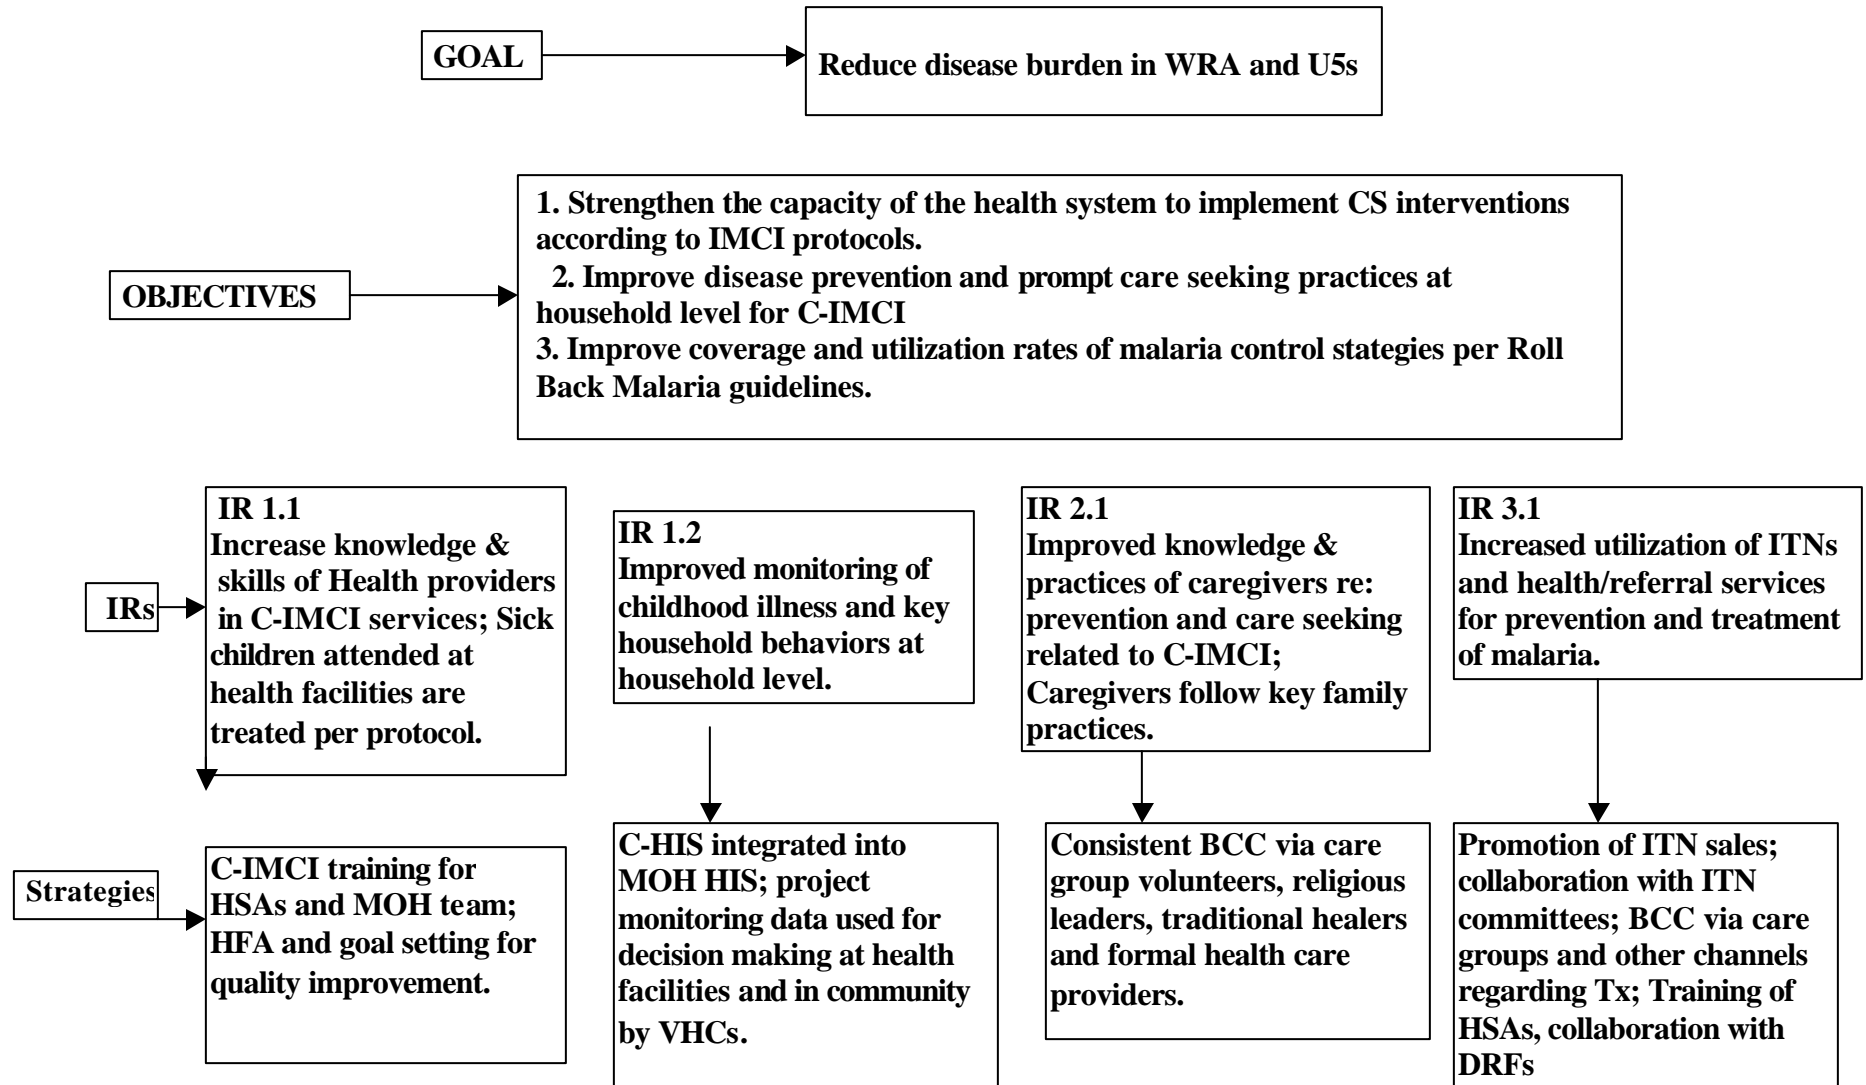 GOAL
Reduce disease burden in WRA and U5s
OBJECTIVES
1. Strengthen the capacity of the health system to implement CS interventions
according to IMCI protocols.
2. Improve disease prevention and prompt care seeking practices at
household level for C-IMCI
3. Improve coverage and utilization rates of malaria control stategies per Roll
Back Malaria guidelines.
IRs
IR 1.1
Increase knowledge &
skills of Health providers
in C-IMCI services; Sick
children attended at
health facilities are
treated per protocol.
IR 1.2
Improved monitoring of
childhood illness and key
household behaviors at
household level.
IR 2.1
Improved knowledge &
practices of caregivers re:
prevention and care seeking
related to C-IMCI;
Caregivers follow key family
practices.
IR 3.1
Increased utilization of ITNs
and health/referral services
for prevention and treatment
of malaria.
Strategies
C-IMCI training for
HSAs and MOH team;
HFA and goal setting for
quality improvement.
C-HIS integrated into
MOH HIS; project
monitoring data used for
decision making at health
facilities and in community
by VHCs.
Consistent BCC via care
group volunteers, religious
leaders, traditional healers
and formal health care
providers.
Promotion of ITN sales;
collaboration with ITN
committees; BCC via care
groups and other channels
regarding Tx; Training of
HSAs, collaboration with
DRFs